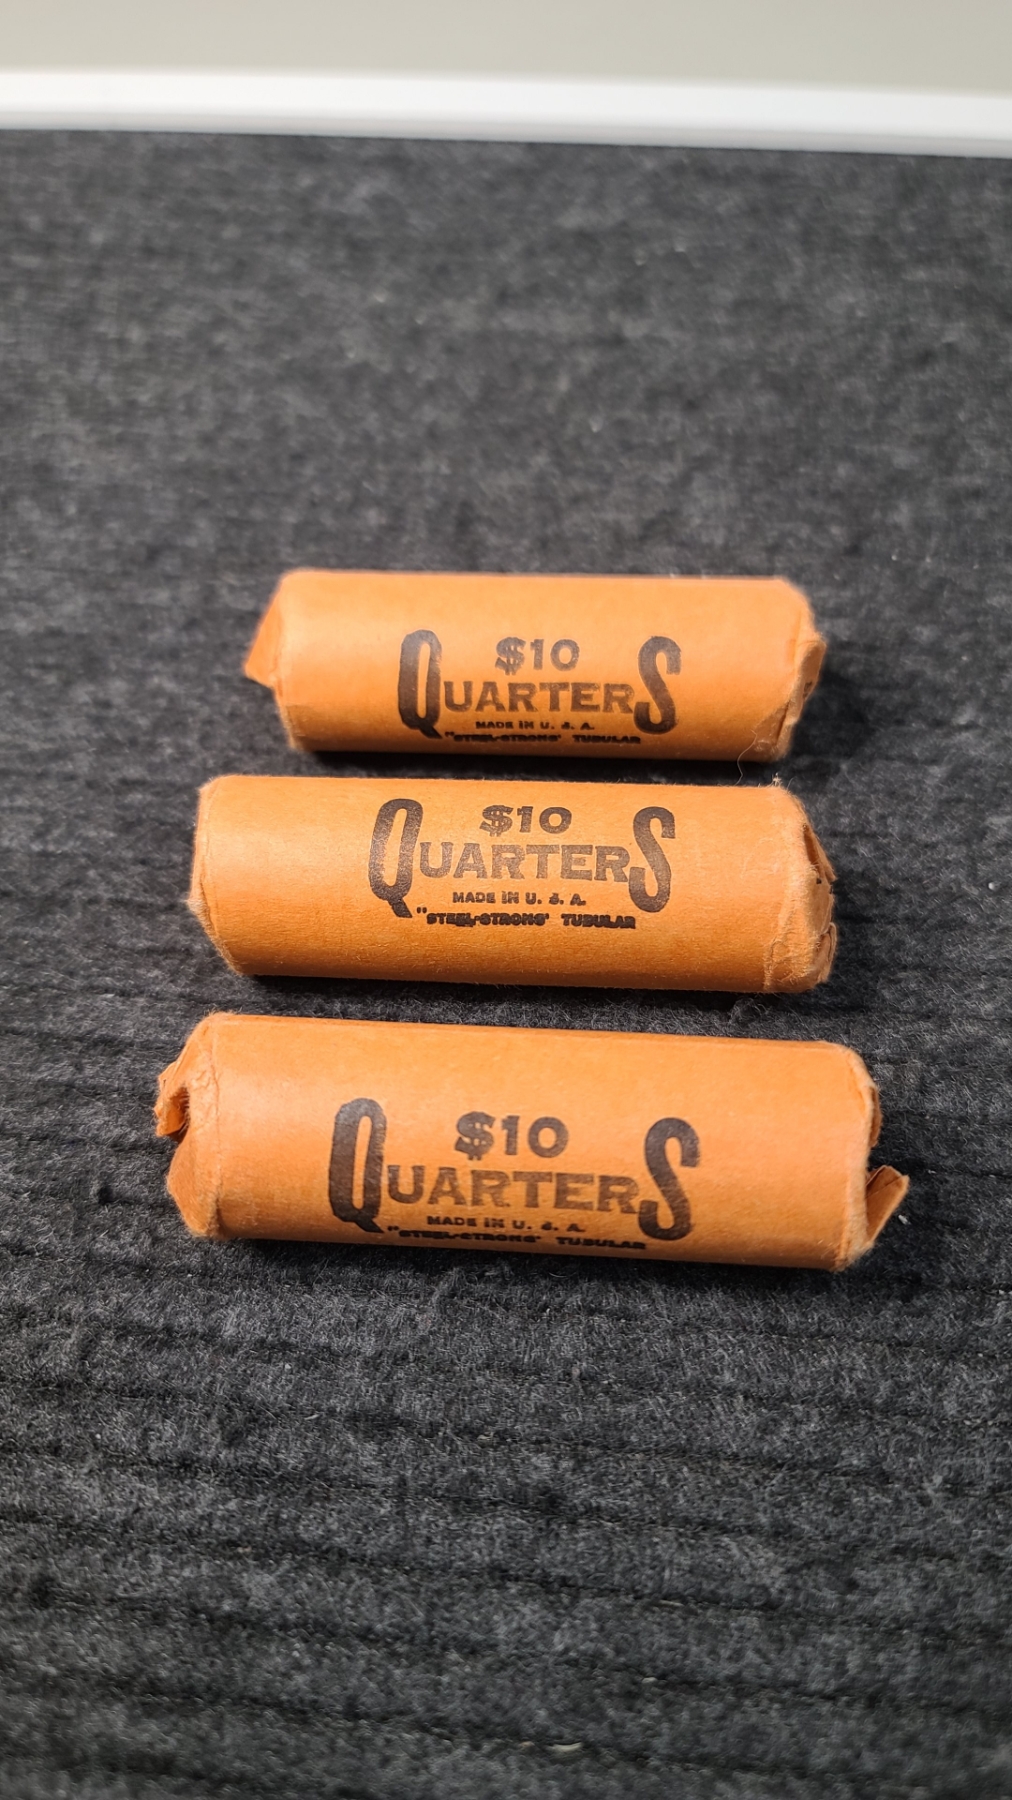 $10
QUARTERS
MADE IN U. S. A.
"STEEL-STRONG" TUBULAR
$10
QUARTERS
MADE IN U. S. A.
"STEEL-STRONG" TUBULAR
$10
QUARTERS
MADE IN U. S. A.
"STEEL-STRONG" TUBULAR